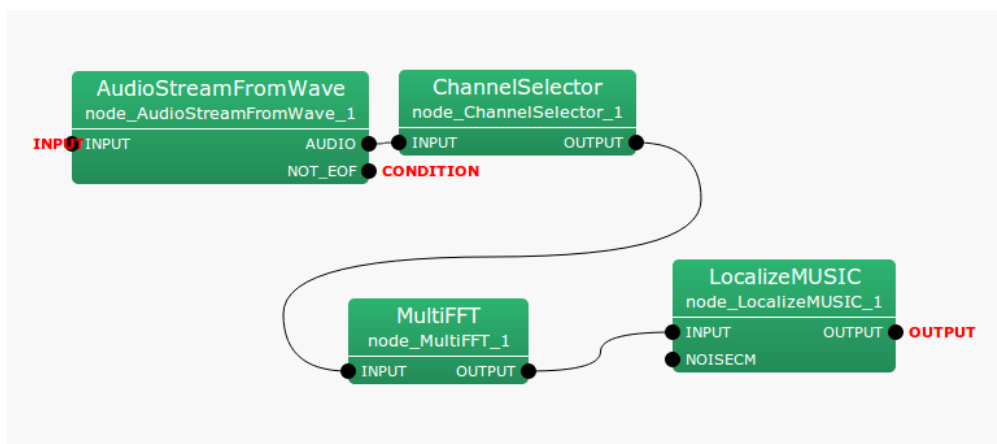 AudioStreamFromWave
node_AudioStreamFromWave_1
INPUT INPUT AUDIO
NOT_EOF CONDITION
ChannelSelector
node_ChannelSelector_1
INPUT OUTPUT
MultiFFT
node_MultiFFT_1
INPUT OUTPUT
LocalizeMUSIC
node_LocalizeMUSIC_1
INPUT OUTPUT OUTPUT
NOISECM